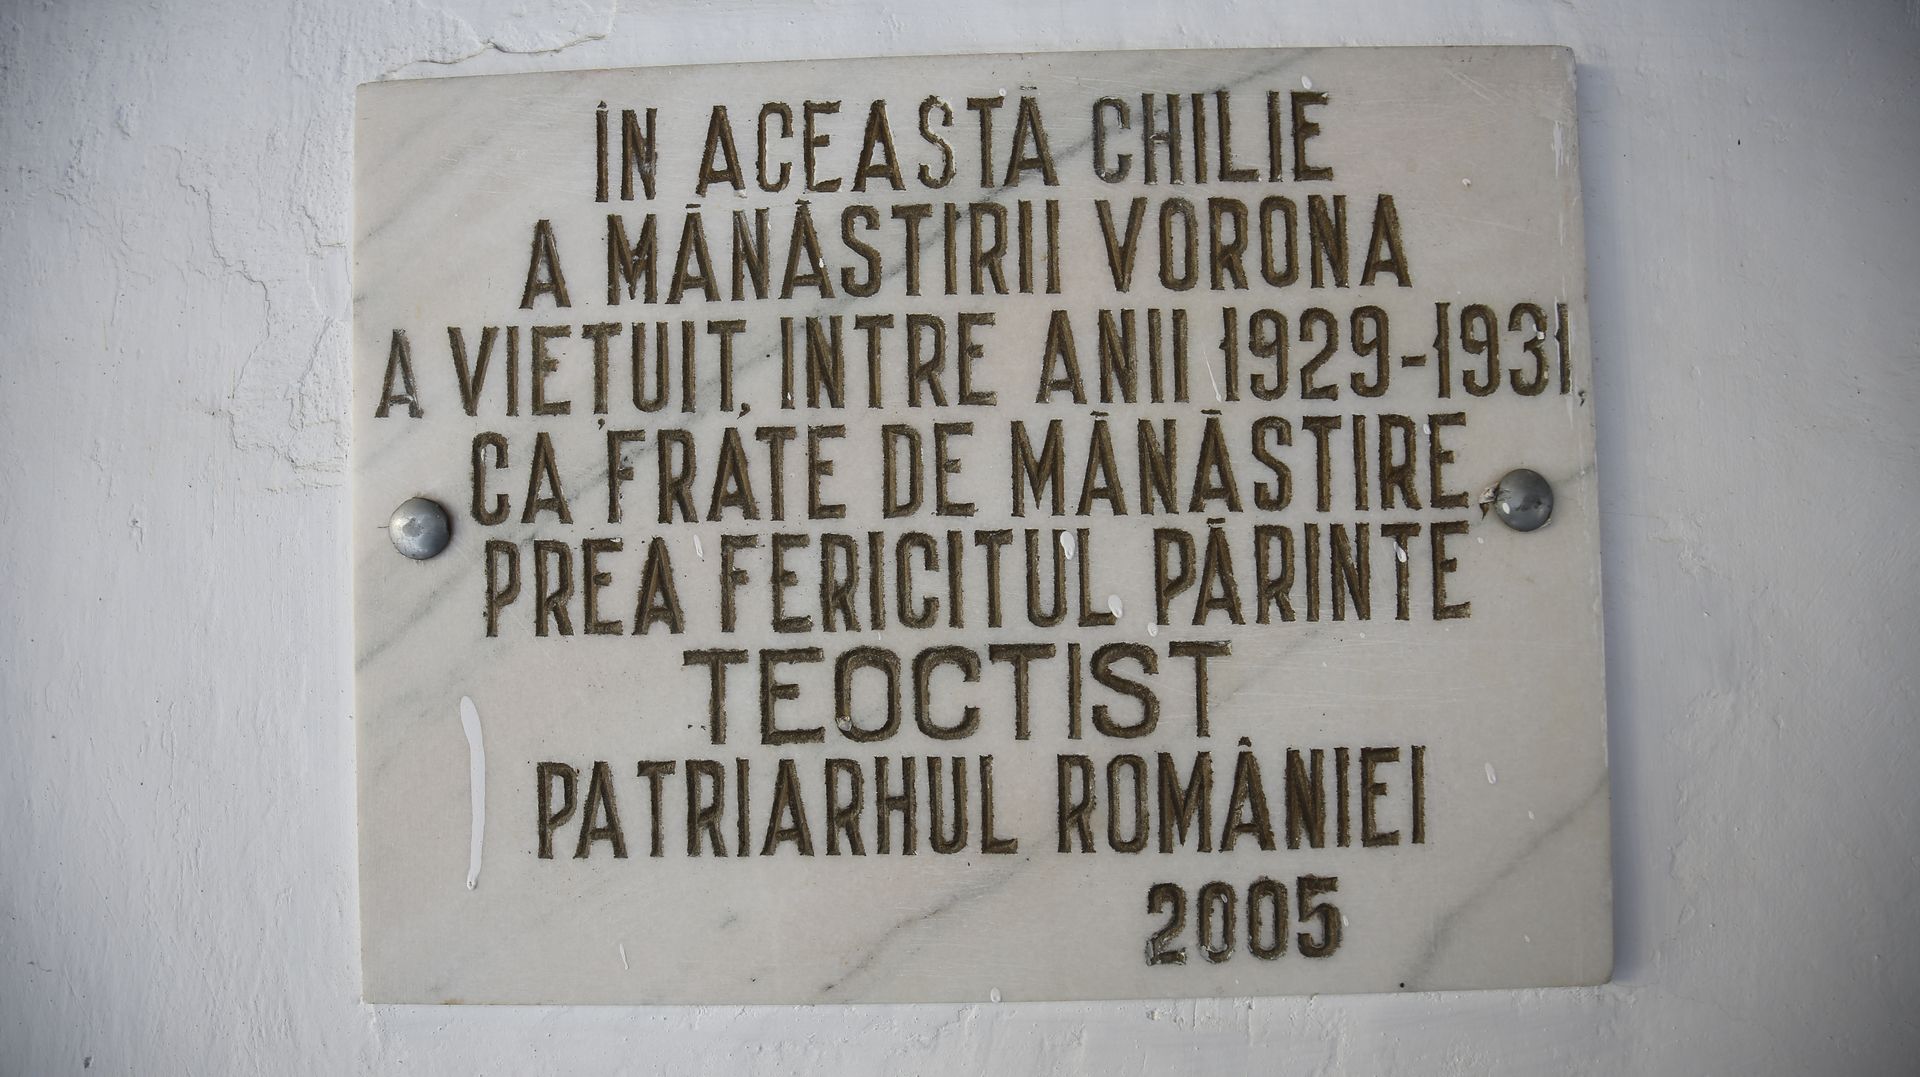 ÎN ACEASTĂ CHILIE
A MĂNĂSTIRII VORONA
A VIEȚUIT, INTRE ANII 1929-1931,
CA FRATE DE MĂNĂSTIRE
PREA FERICITUL PĂRINTE
TEOCTIST
PATRIARHUL ROMÂNIEI
2005